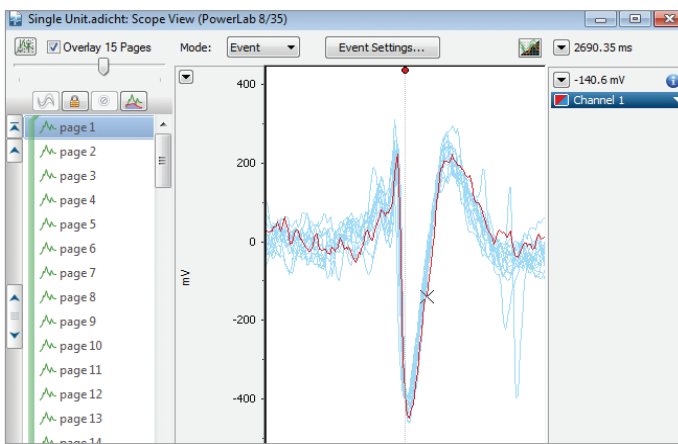 Single Unit.adicht: Scope View (PowerLab 8/35)
Overlay 15 Pages
Mode: Event
Event Settings...
2690.35 ms
-140.6 mV
Channel 1
page 1
page 2
page 3
page 4
page 5
page 6
page 7
page 8
page 9
page 10
page 11
page 12
page 13
page 14
400
200
0
-200
-400
mV